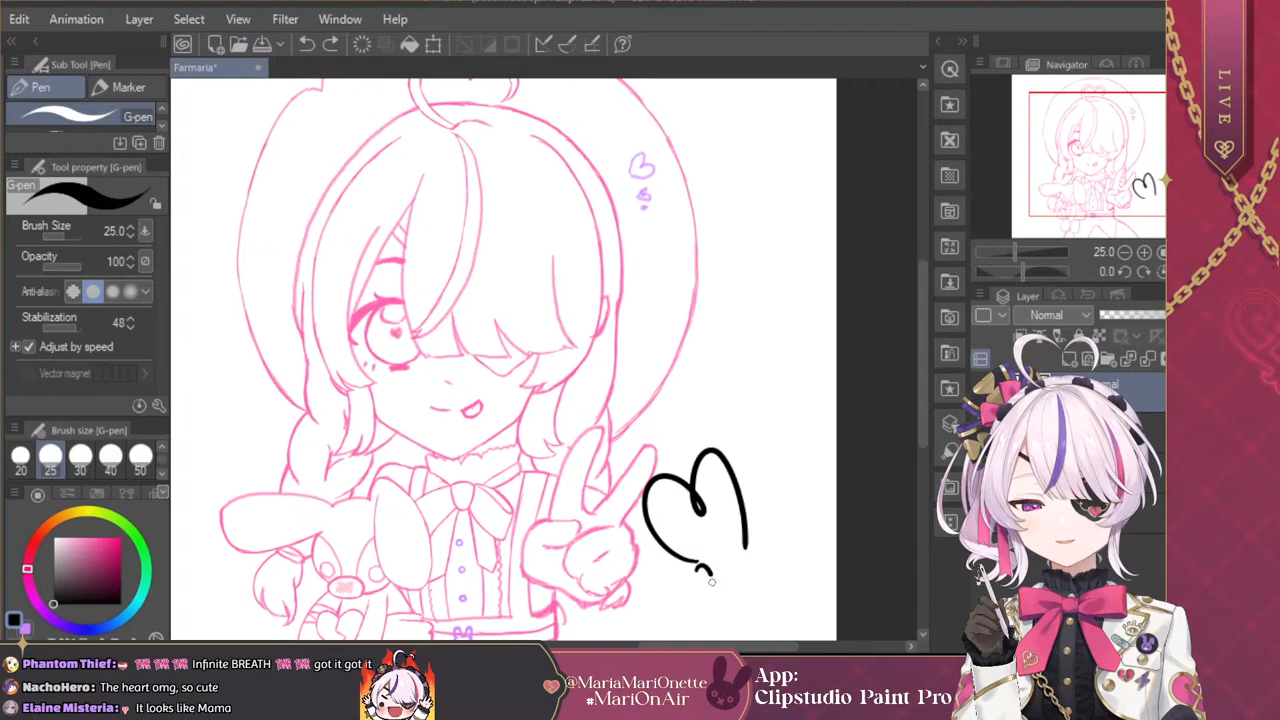 Edit Animation Layer Select View Filter Window Help
Sub Tool [Pen]
Farmaria*
Navigator
Pen Marker
G-pen
Tool property [G-pen]
G-pen
Brush Size 25.0
Opacity 100
Anti-alias
Stabilization 48
Adjust by speed
Vector magnet
Brush size [G-pen]
20 25 30 40 50
25.0
0.0
Layer
Normal
LIVE
Phantom Thief: Infinite BREATH got it got it
NachoHero: The heart omg, so cute
Elaine Misteria: It looks like Mama
@MariaMariOnette
#MariOnAir
App:
Clipstudio Paint Pro